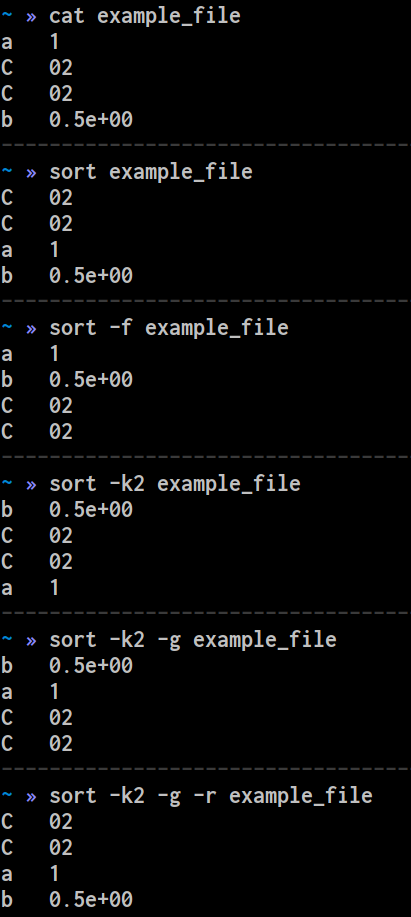 ~ » cat example_file
a   1
C   02
C   02
b   0.5e+00
~ » sort example_file
C   02
C   02
a   1
b   0.5e+00
~ » sort -f example_file
a   1
b   0.5e+00
C   02
C   02
~ » sort -k2 example_file
b   0.5e+00
C   02
C   02
a   1
~ » sort -k2 -g example_file
b   0.5e+00
a   1
C   02
C   02
~ » sort -k2 -g -r example_file
C   02
C   02
a   1
b   0.5e+00